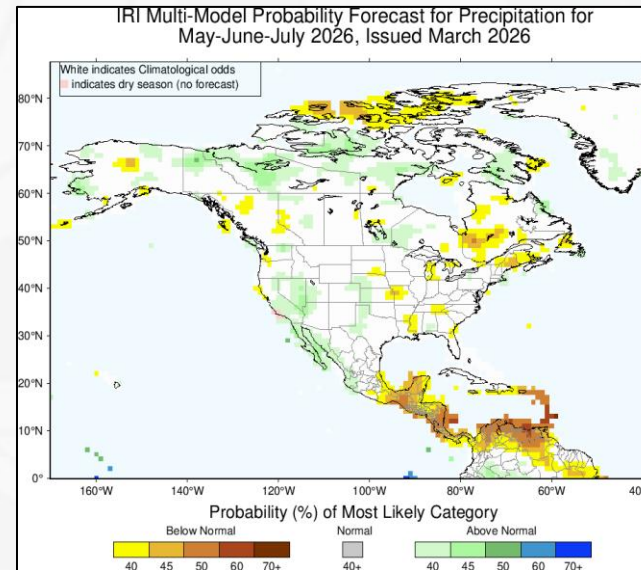 IRI Multi-Model Probability Forecast for Precipitation for
May-June-July 2026, Issued March 2026
White indicates Climatological odds
indicates dry season (no forecast)
80°N
70°N
60°N
50°N
40°N
30°N
20°N
10°N
0°
160°W 140°W 120°W 100°W 80°W 60°W 40
Probability (%) of Most Likely Category
Below Normal Normal Above Normal
40 45 50 60 70+ 40+ 40 45 50 60 70+